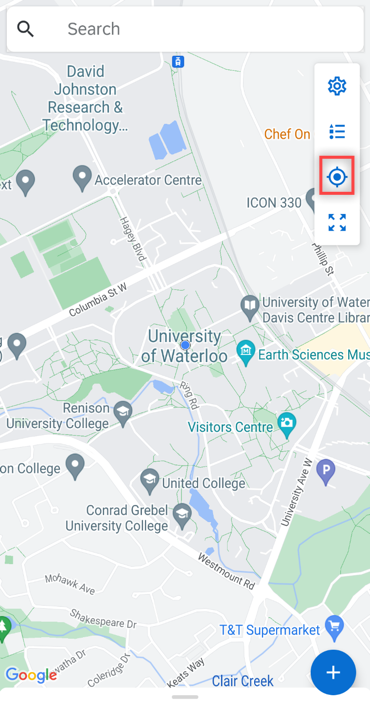 Search
David
Johnston
Research &
Technology...
Chef On
ext
Accelerator Centre
ICON 330
Hagey Blvd
Phillip St
Columbia St W
University of Water
Davis Centre Librar
University
of Waterloo
Earth Sciences Mus
Ring Rd
Renison
University College
Visitors Centre
on College
United College
University Ave W
P
Conrad Grebel
University College
Westmount Rd
Mohawk Ave
Shakespeare Dr
T&T Supermarket
Google
Coleridge Dr
Keats Way
Clair Creek